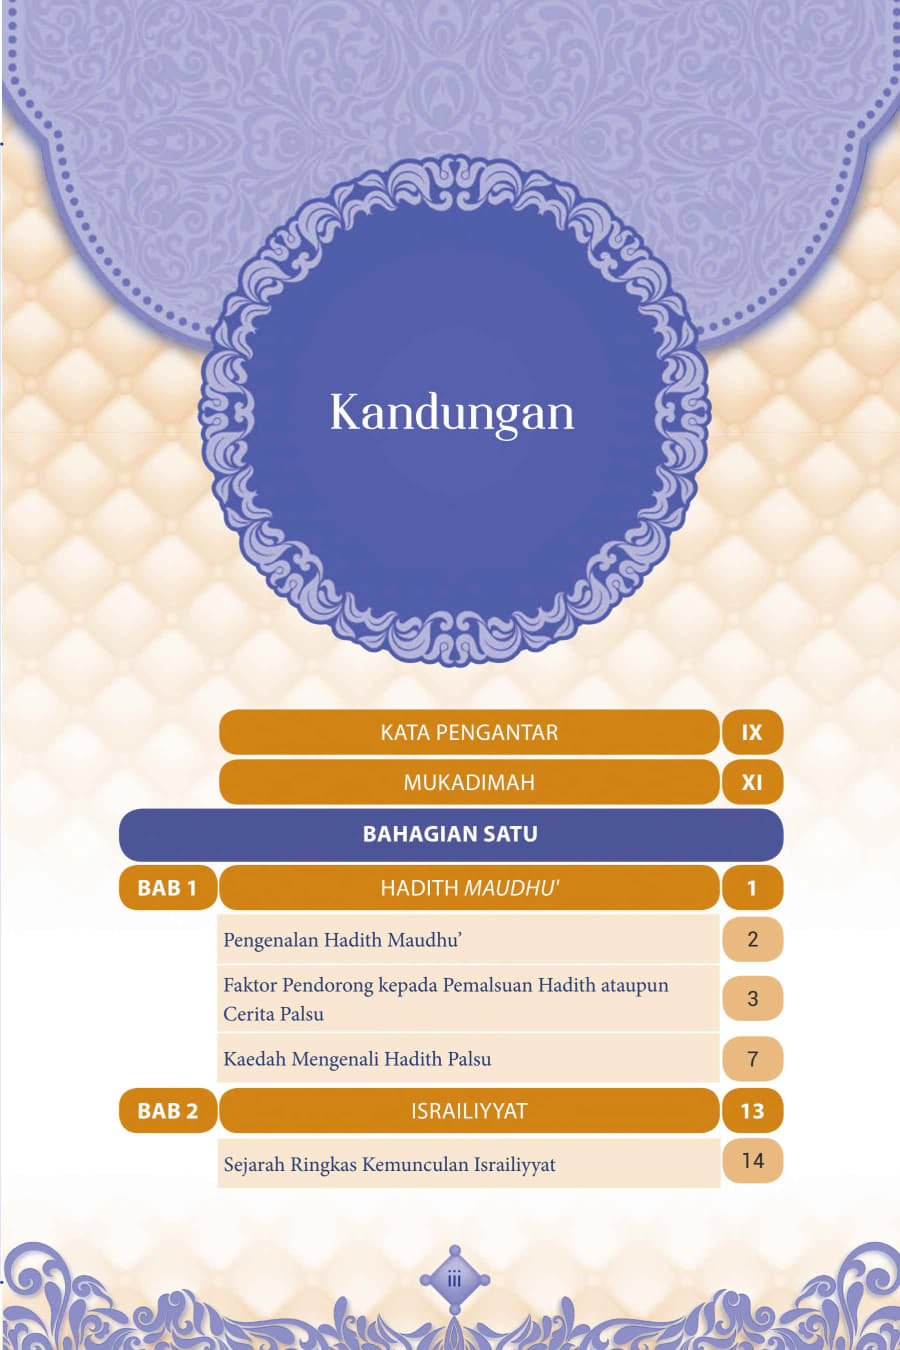 Kandungan
KATA PENGANTAR IX
MUKADIMAH XI
BAHAGIAN SATU
BAB 1 HADITH MAUDHU' 1
Pengenalan Hadith Maudhu’ 2
Faktor Pendorong kepada Pemalsuan Hadith ataupun
Cerita Palsu 3
Kaedah Mengenali Hadith Palsu 7
BAB 2 ISRAILIYYAT 13
Sejarah Ringkas Kemunculan Israiliyyat 14
iii